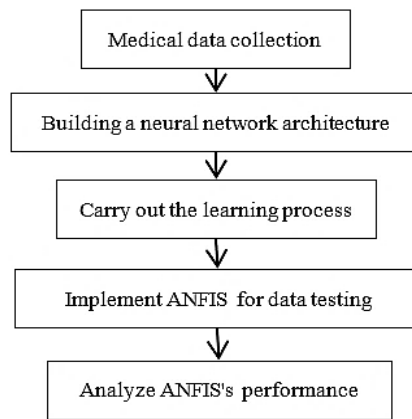 Medical data collection
Building a neural network architecture
Carry out the learning process
Implement ANFIS for data testing
Analyze ANFIS's performance